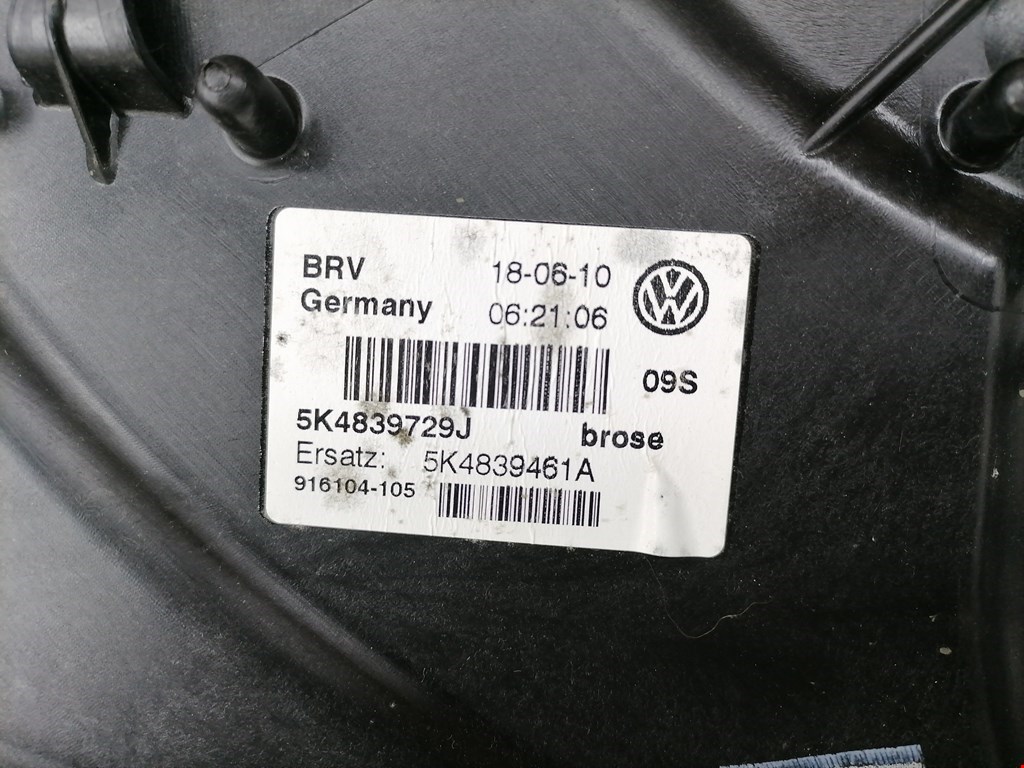 BRV 18-06-10
Germany 06:21:06
09S
5K4839729J brose
Ersatz: 5K4839461A
916104-105